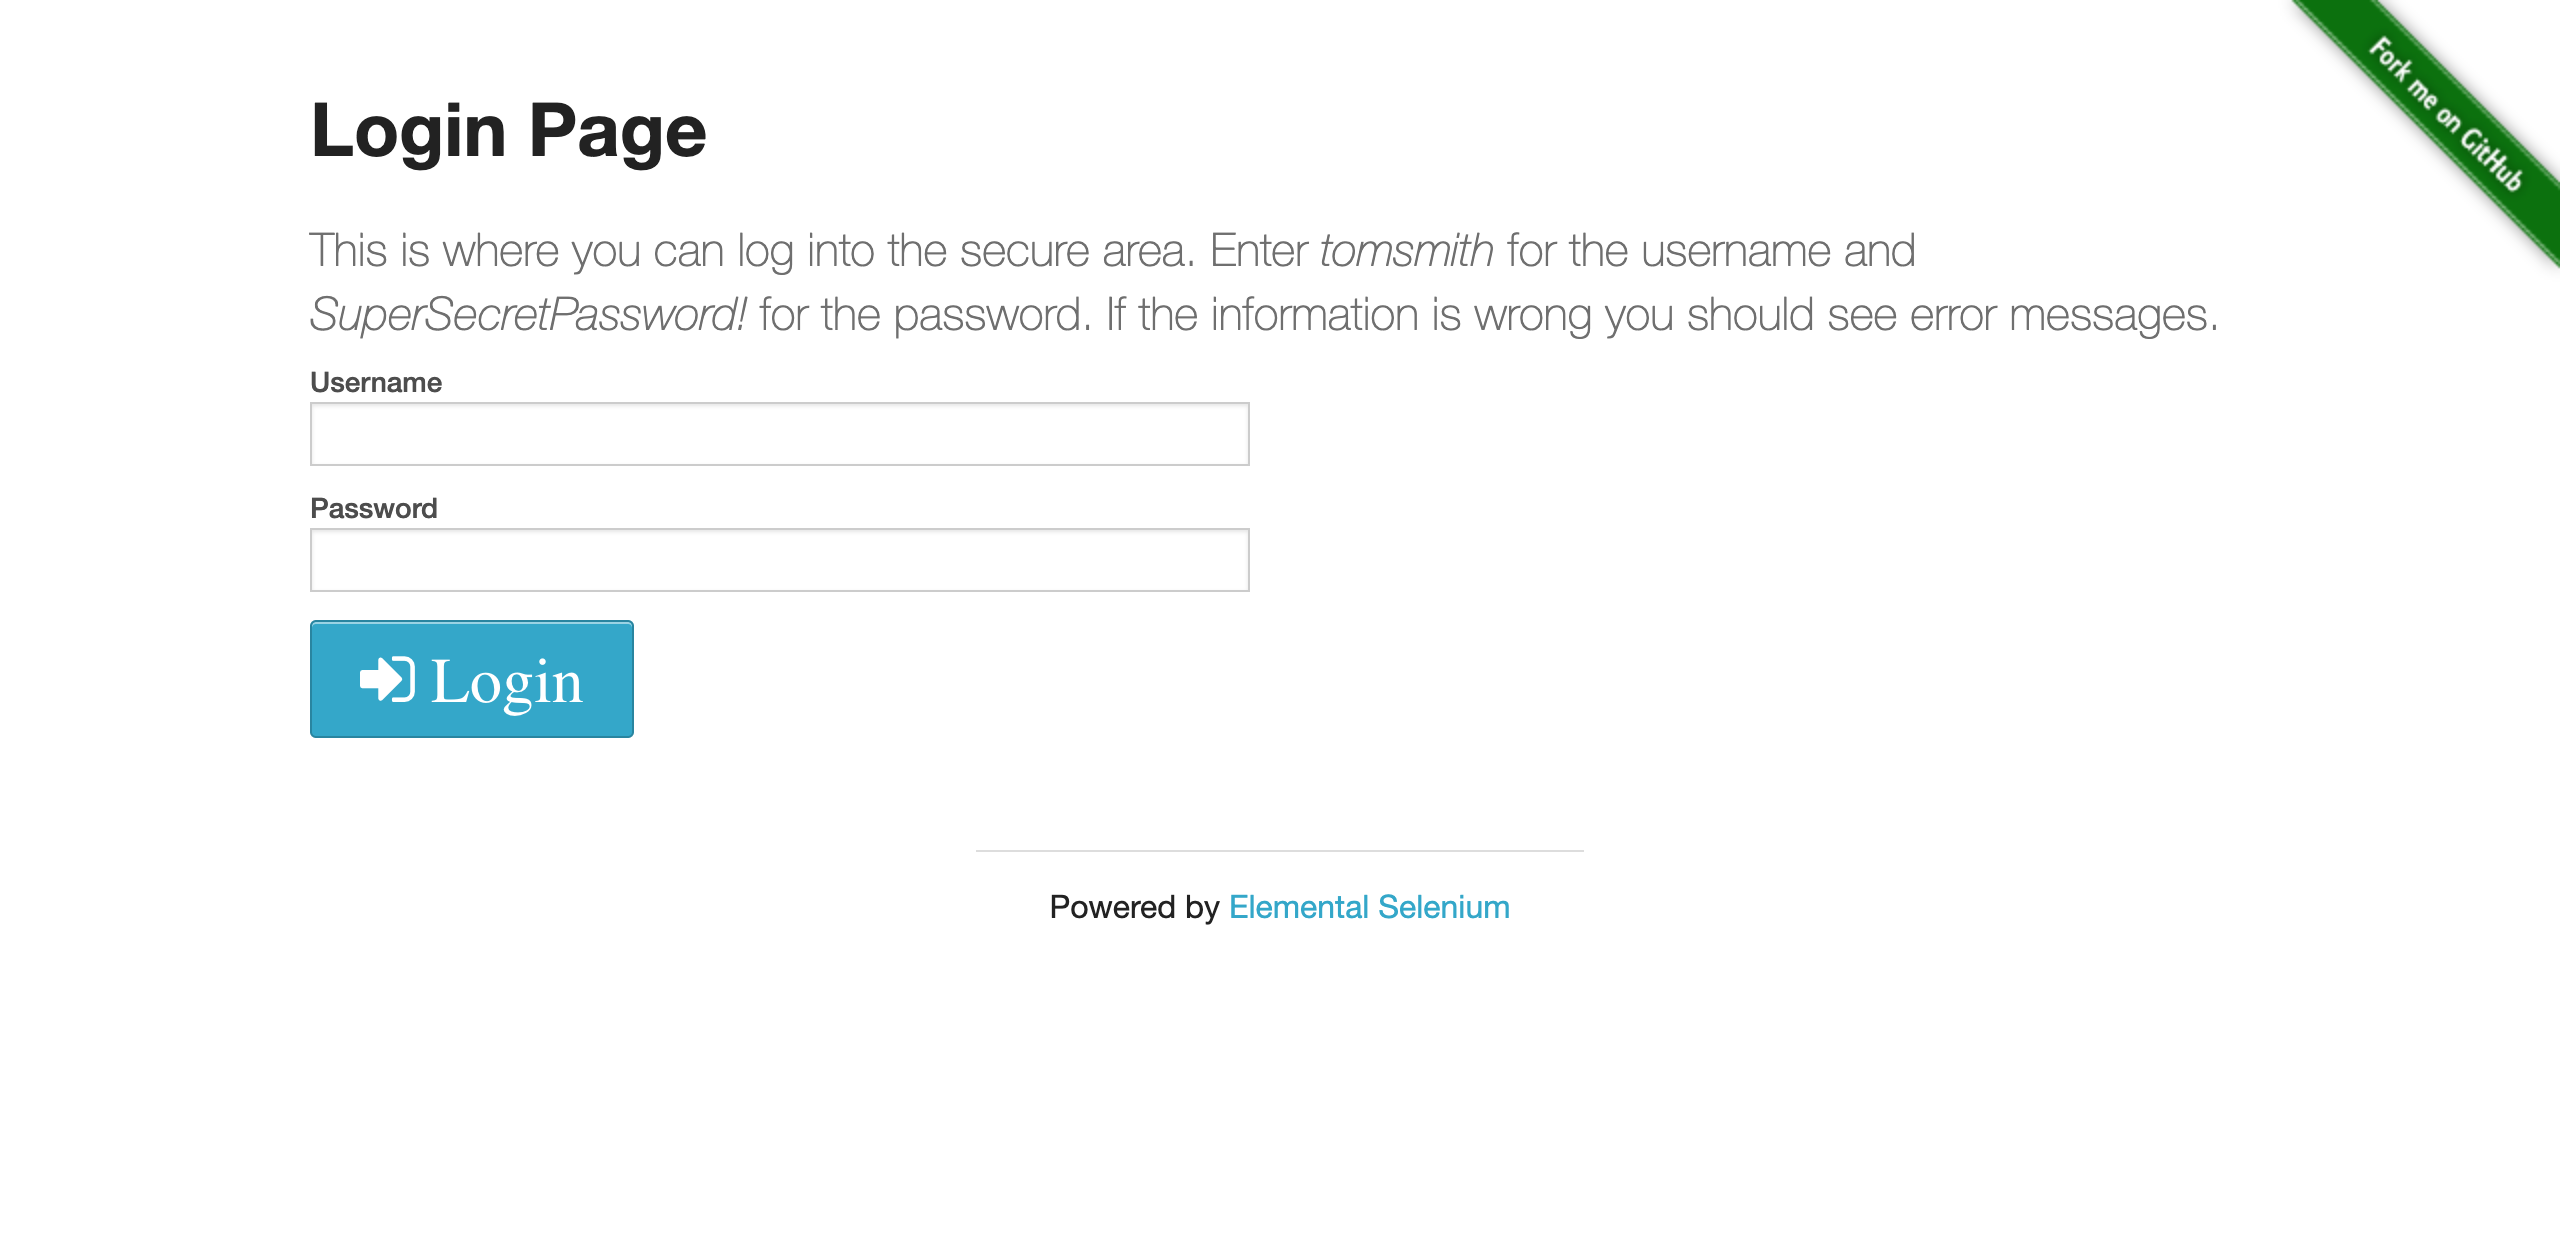 Fork me on GitHub
Login Page
This is where you can log into the secure area. Enter tomsmith for the username and
SuperSecretPassword! for the password. If the information is wrong you should see error messages.
Username
Password
Login
Powered by Elemental Selenium